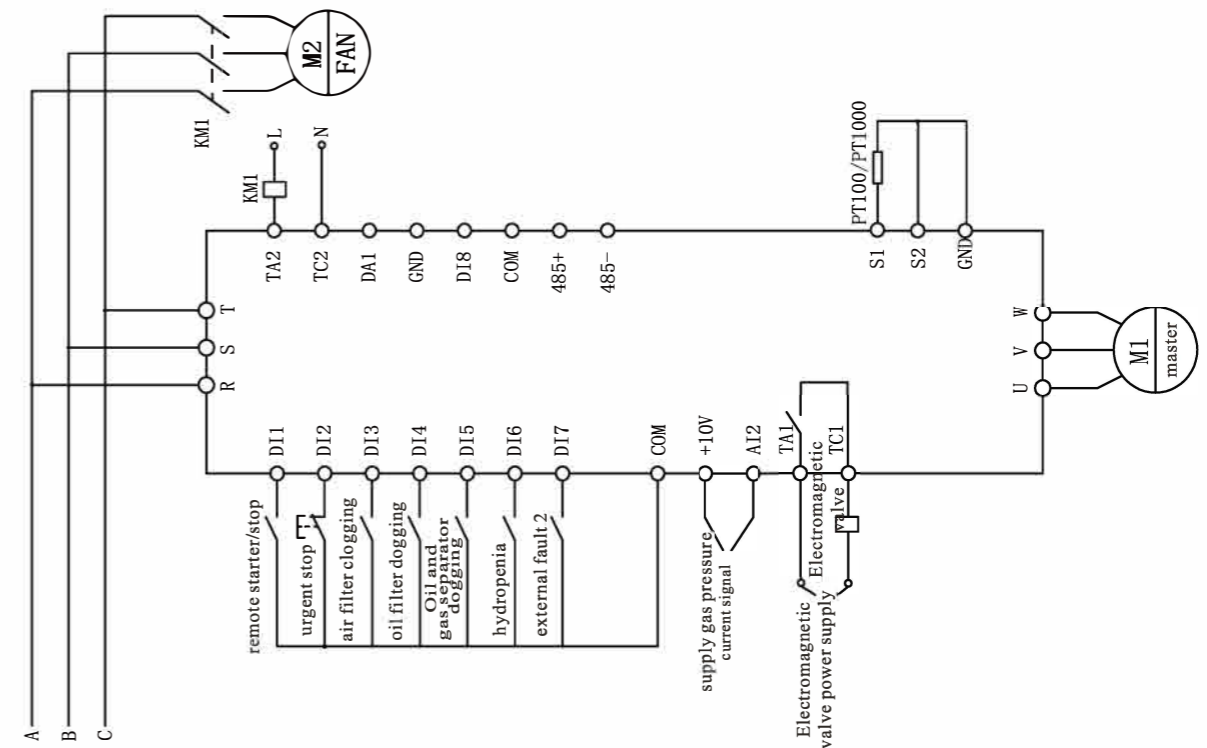 M2
FAN
KM1
L
N
KM1
PT100/PT1000
TA2
TC2
DA1
GND
DI8
COM
485+
485-
S1
S2
GND
T
S
R
W
V
U
M1
master
DI1
DI2
DI3
DI4
DI5
DI6
DI7
COM
+10V
AI2
TA1
TC1
remote starter/stop
urgent stop
air filter clogging
oil filter dogging
Oil and
gas separator
dogging
hydropenia
external fault 2
supply gas pressure
current signal
Electromagnetic
valve
Electromagnetic
valve power supply
A
B
C